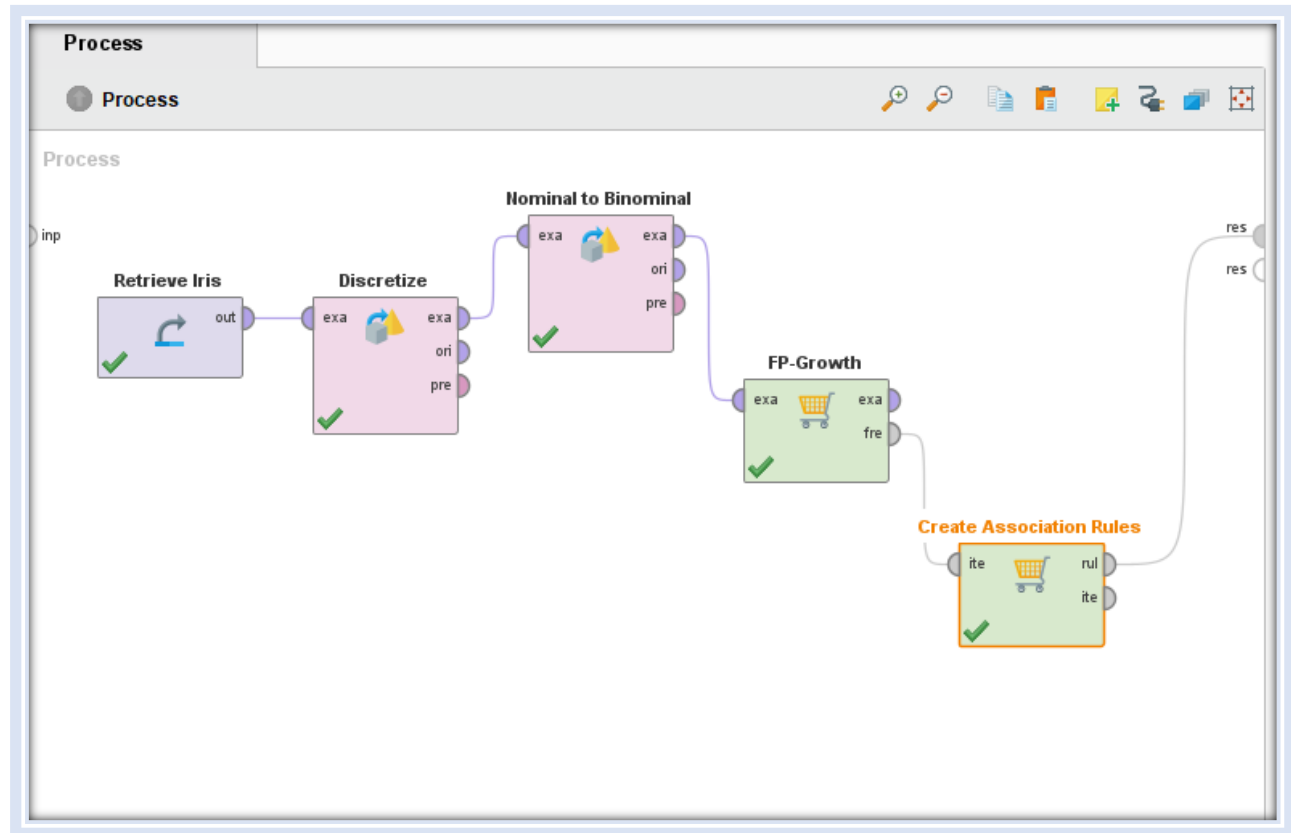 Process
Process
Process
inp
Retrieve Iris
out
Discretize
exa
exa
ori
pre
Nominal to Binominal
exa
exa
ori
pre
FP-Growth
exa
exa
fre
Create Association Rules
ite
rul
ite
res
res